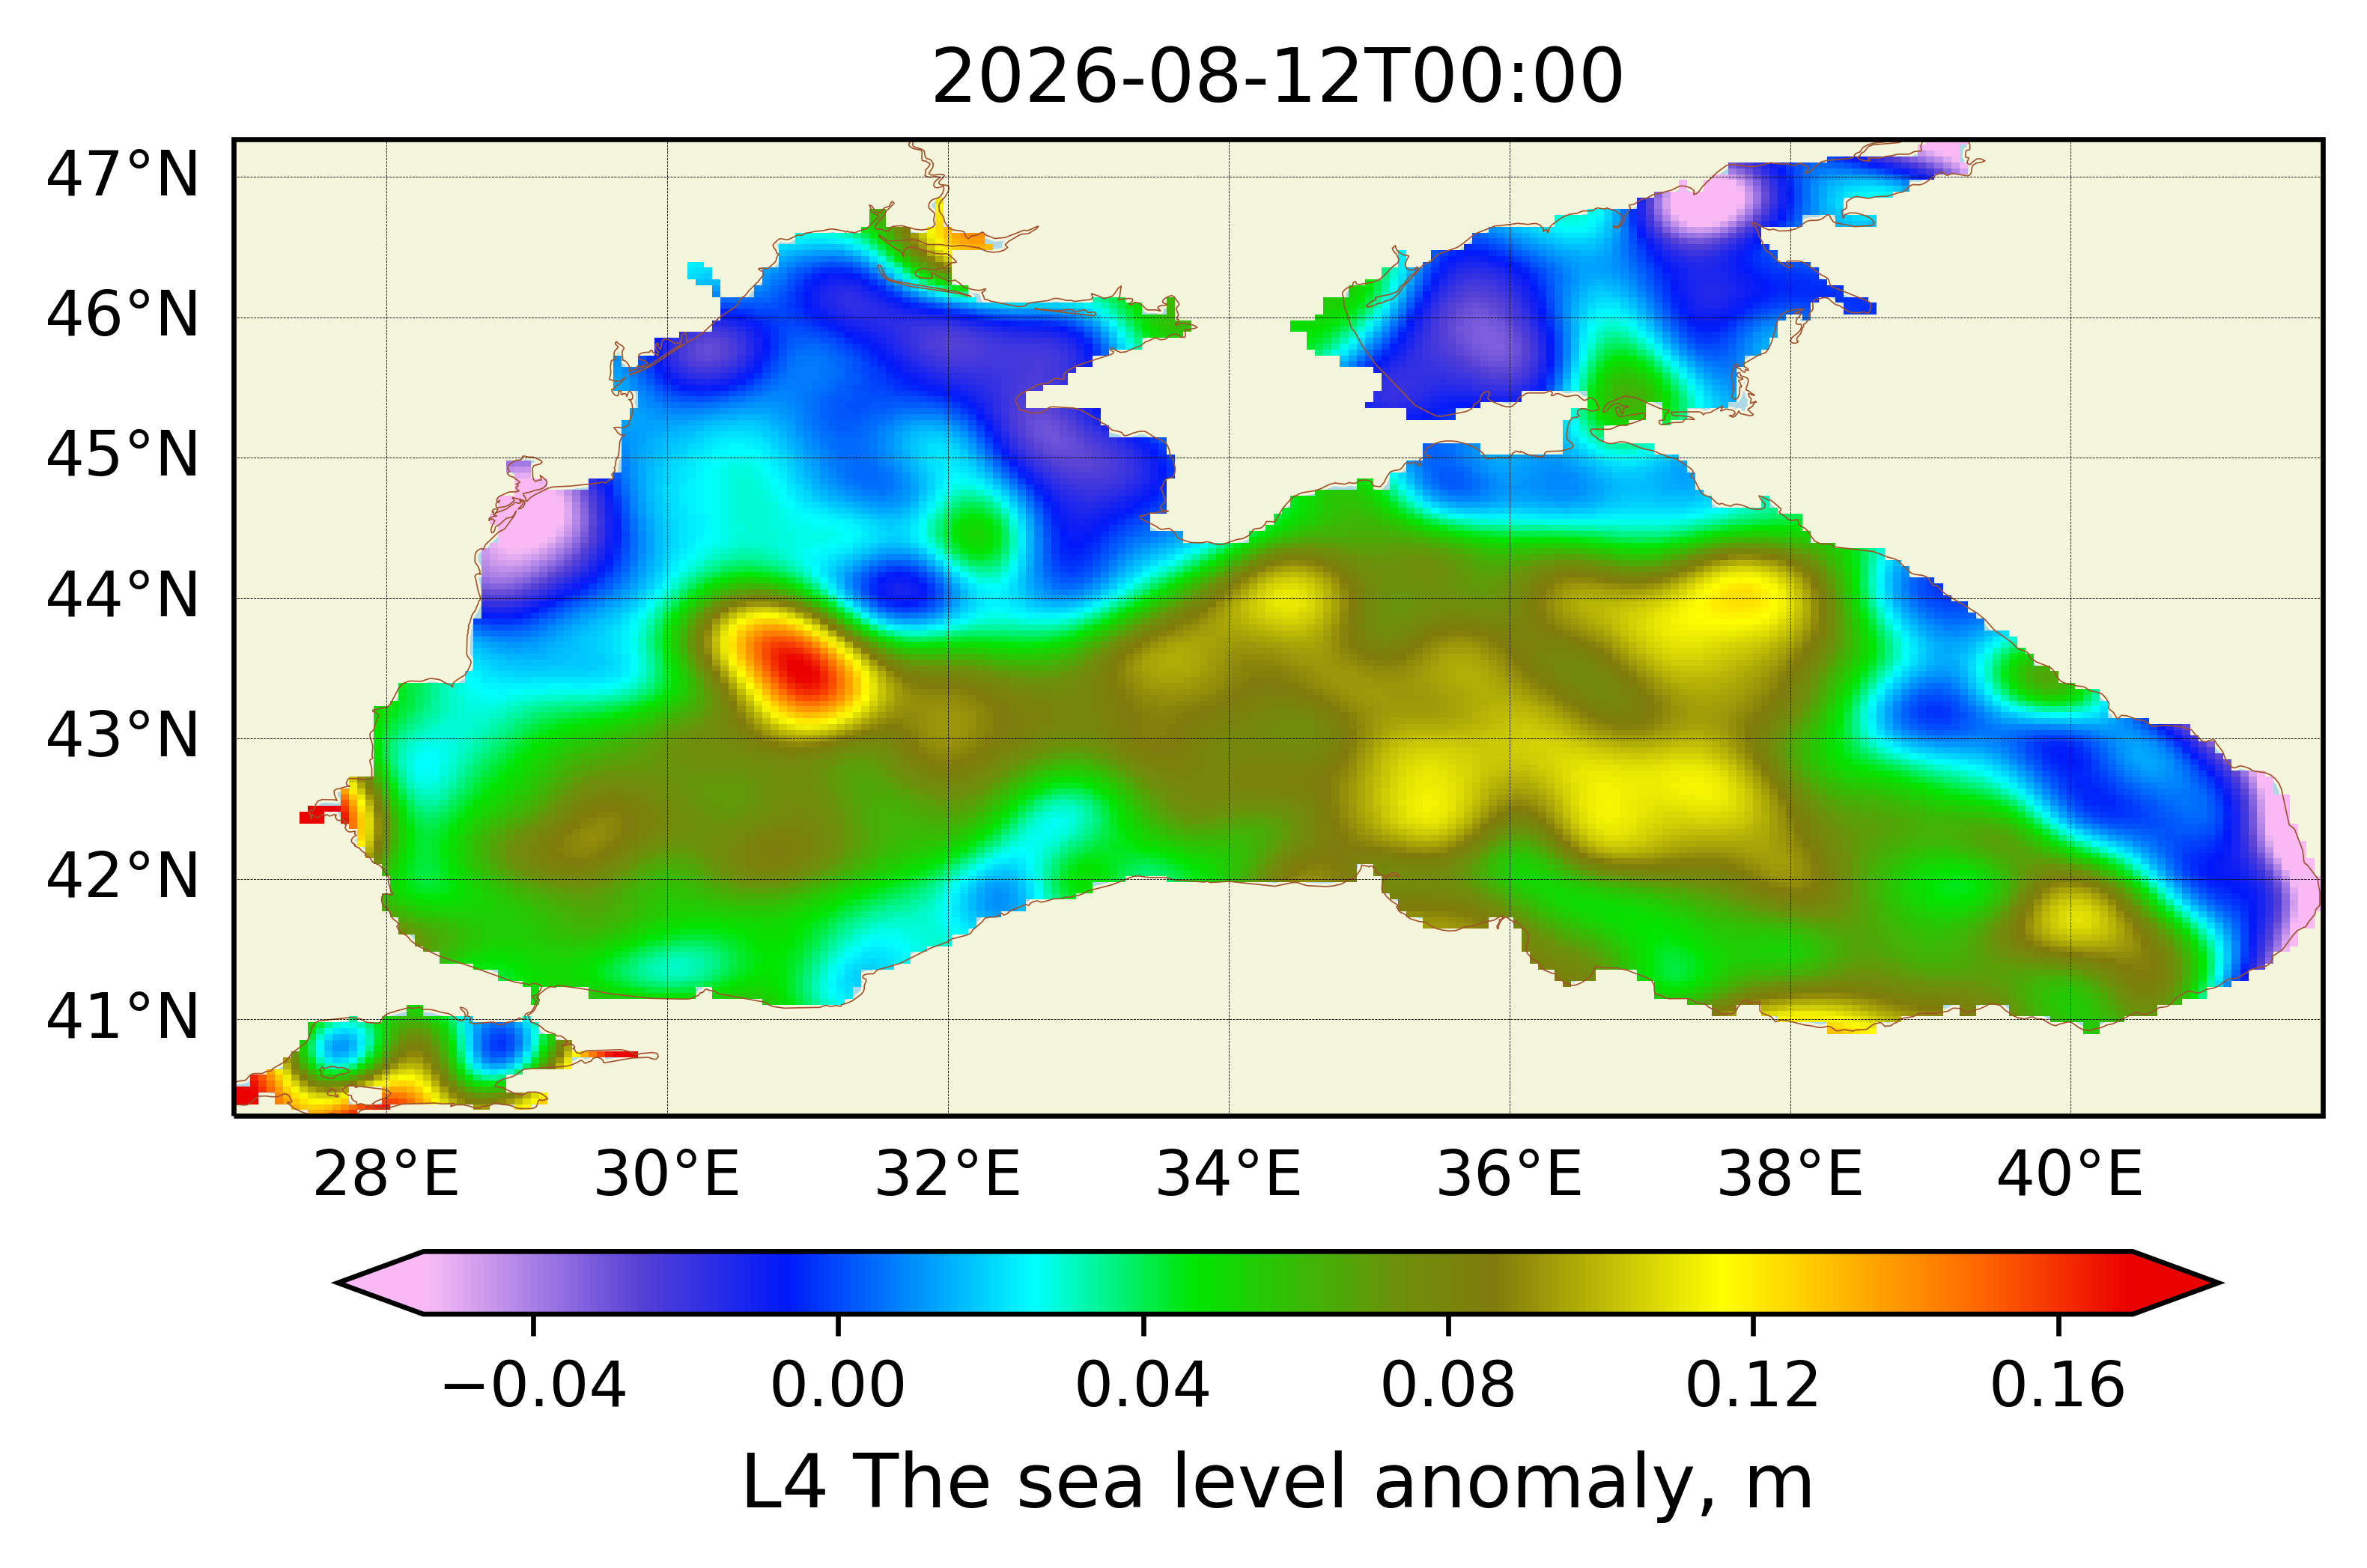 2026-08-12T00:00
47°N
46°N
45°N
44°N
43°N
42°N
41°N
28°E 30°E 32°E 34°E 36°E 38°E 40°E
−0.04 0.00 0.04 0.08 0.12 0.16
L4 The sea level anomaly, m